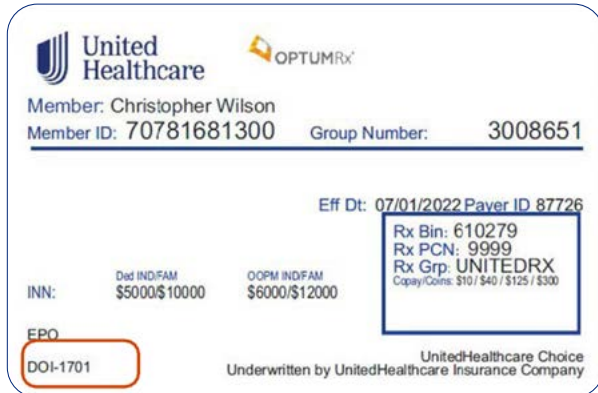 United
Healthcare
OPTUMRx
Member: Christopher Wilson
Member ID: 70781681300 Group Number: 3008651
Eff Dt: 07/01/2022 Payer ID 87726
Rx Bin: 610279
Rx PCN: 9999
Rx Grp: UNITEDRX
Copay/Coins: $10 / $40 / $125 / $300
Ded IND/FAM OOPM IND/FAM
INN: $5000/$10000 $6000/$12000
EPO
DOI-1701
UnitedHealthcare Choice
Underwritten by UnitedHealthcare Insurance Company